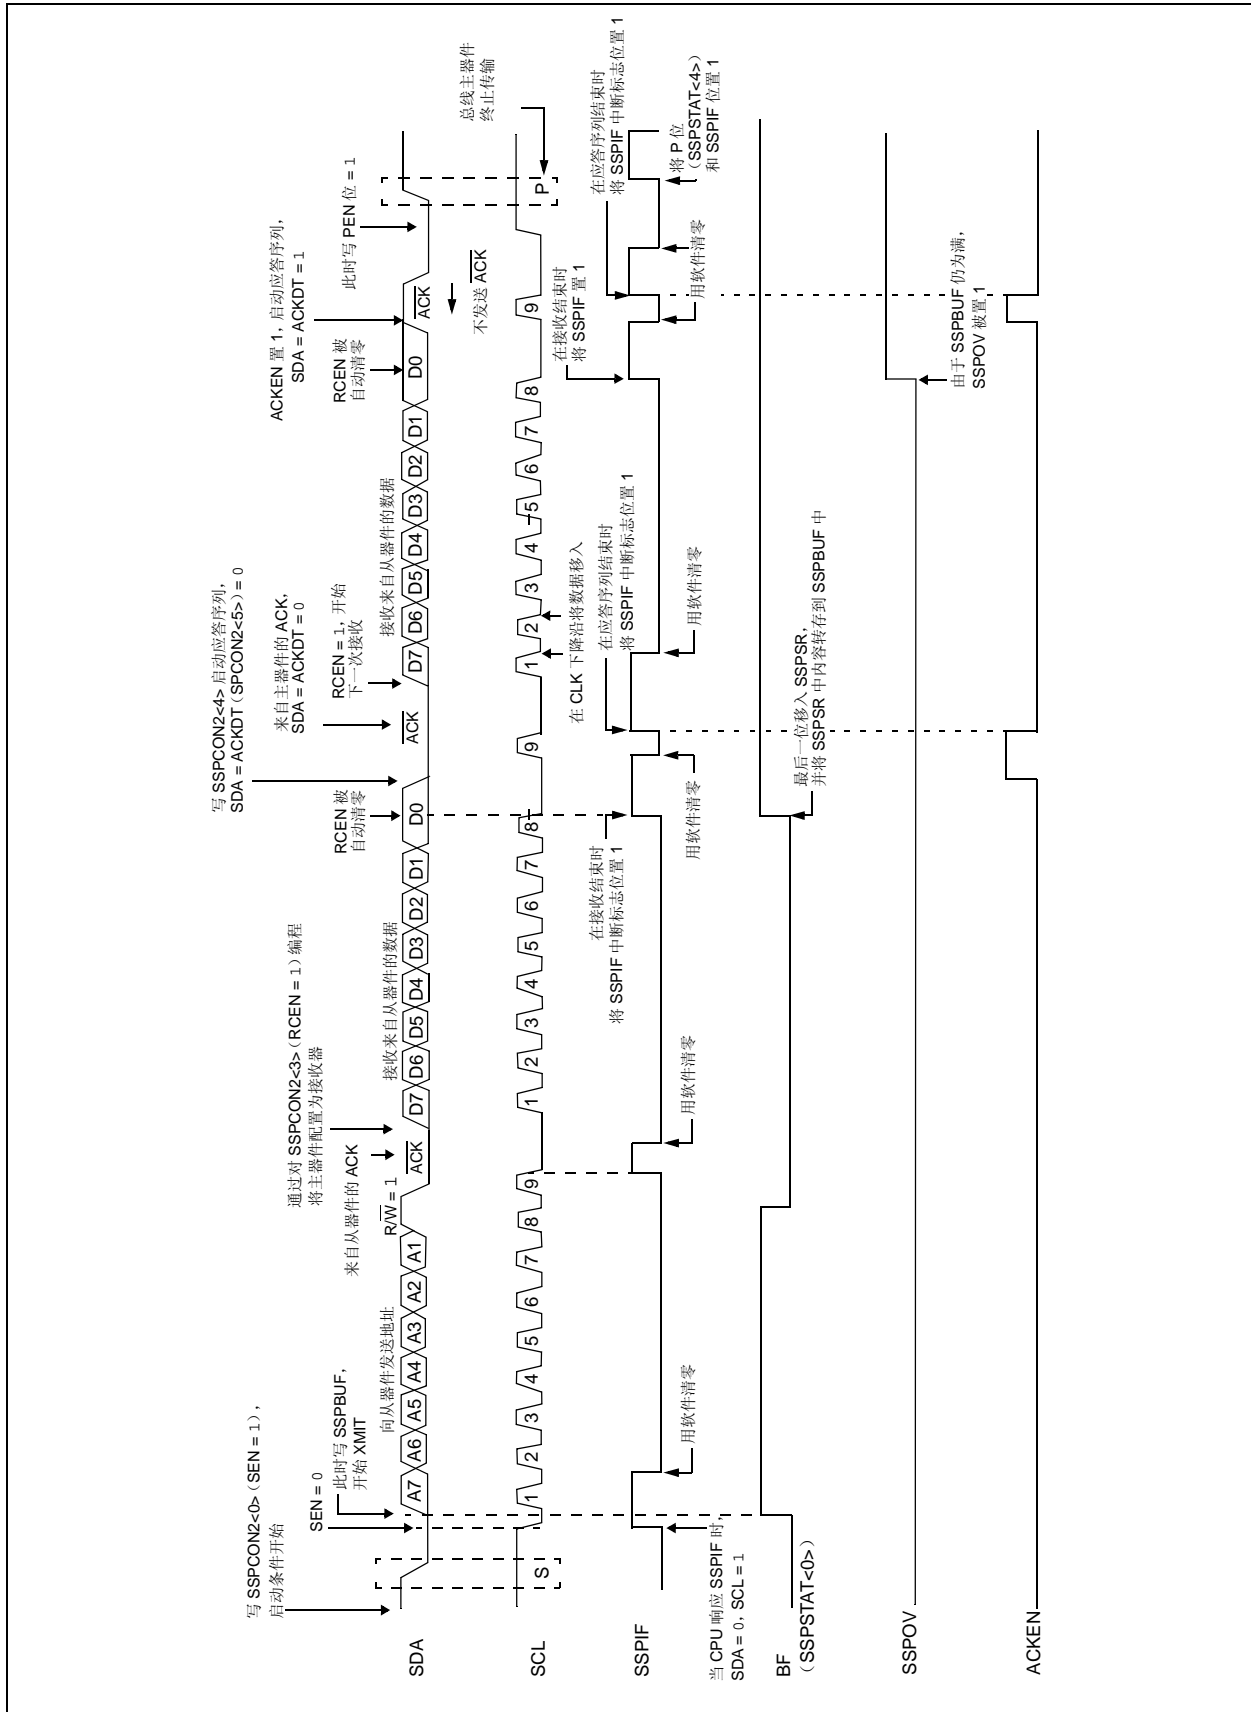 写 SSPCON2<0>（SEN = 1），
启动条件开始
SEN = 0
此时写 SSPBUF，
开始 XMIT
通过对 SSPCON2<3>（RCEN = 1）编程
将主器件配置为接收器
来自从器件的 ACK
写 SSPCON2<4> 启动应答序列，
SDA = ACKDT（SPCON2<5>）= 0
RCEN 被
自动清零
来自主器件的 ACK，
SDA = ACKDT = 0
RCEN = 1，开始
下一次接收
ACKEN 置 1，启动应答序列，
SDA = ACKDT = 1
RCEN 被
自动清零
此时写 PEN 位 = 1
总线主器件
终止传输
向从器件发送地址
R/W = 1
接收来自从器件的数据
接收来自从器件的数据
SDA
A7 A6 A5 A4 A3 A2 A1 ACK D7 D6 D5 D4 D3 D2 D1 D0 ACK D7 D6 D5 D4 D3 D2 D1 D0 ACK
不发送 ACK
SCL
S 1 2 3 4 5 6 7 8 9 1 2 3 4 5 6 7 8 9 1 2 3 4 5 6 7 8 9 P
在 CLK 下降沿将数据移入
在接收结束时
将 SSPIF 中断标志位置 1
在应答序列结束时
将 SSPIF 中断标志位置 1
在接收结束时
将 SSPIF 置 1
在应答序列结束时
将 SSPIF 中断标志位置 1
SSPIF
当 CPU 响应 SSPIF 时，
SDA = 0，SCL = 1
用软件清零
用软件清零
用软件清零
用软件清零
用软件清零
将 P 位
（SSPSTAT<4>）
和 SSPIF 位置 1
BF
（SSPSTAT<0>）
最后一位移入 SSPSR，
并将 SSPSR 中内容转存到 SSPBUF 中
SSPOV
由于 SSPBUF 仍为满，
SSPOV 被置 1
ACKEN